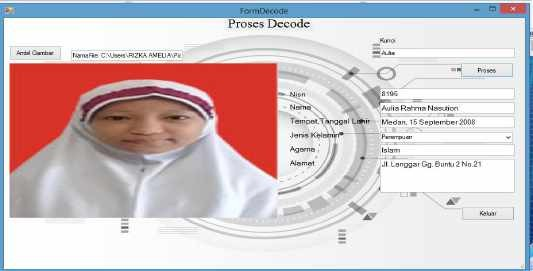 FormDecode
Proses Decode
Kunci
Aulia
Ambil Gambar
NamaFile: C:\Users\RIZKA AMELIA\Pic
Proses
Nisn 8195
Nama Aulia Rahma Nasution
Tempat,Tanggal Lahir Medan, 15 September 2008
Jenis Kelamin Perempuan
Agama Islam
Alamat Jl. Langgar Gg. Buntu 2 No.21
Keluar